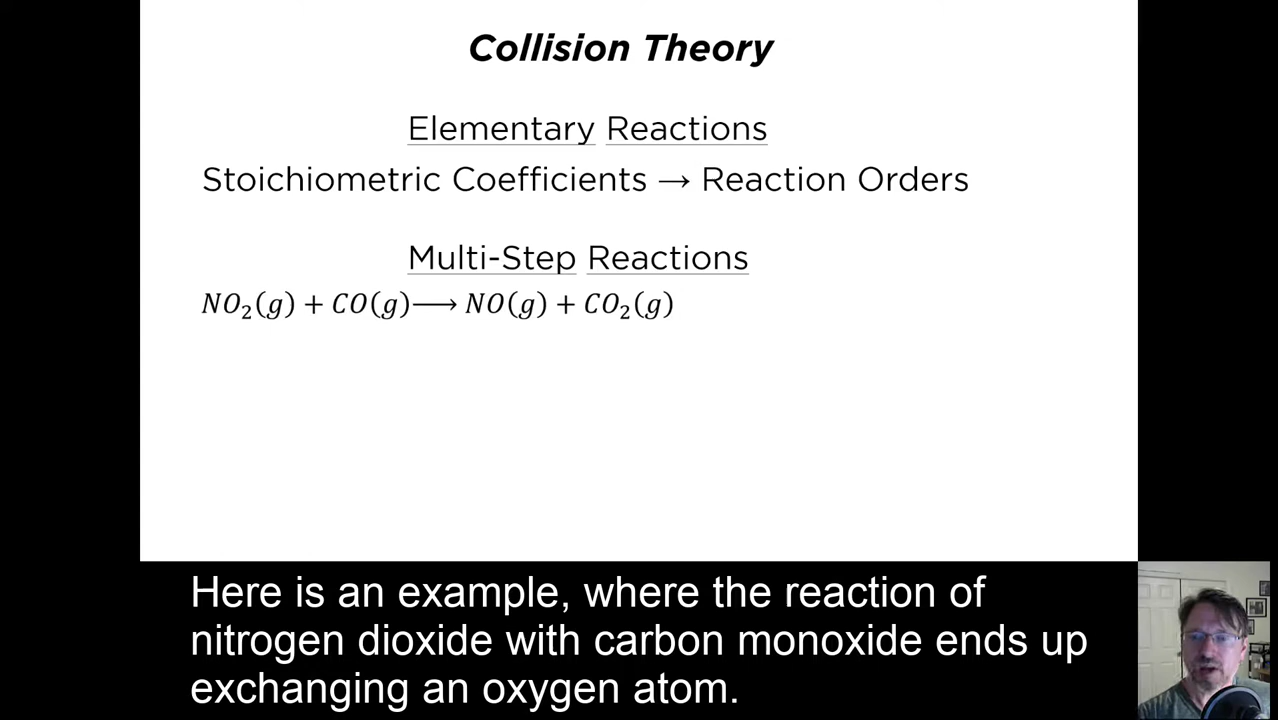 Collision Theory
Elementary Reactions
Stoichiometric Coefficients → Reaction Orders
Multi-Step Reactions
NO₂(g) + CO(g) ⟶ NO(g) + CO₂(g)
Here is an example, where the reaction of
nitrogen dioxide with carbon monoxide ends up
exchanging an oxygen atom.